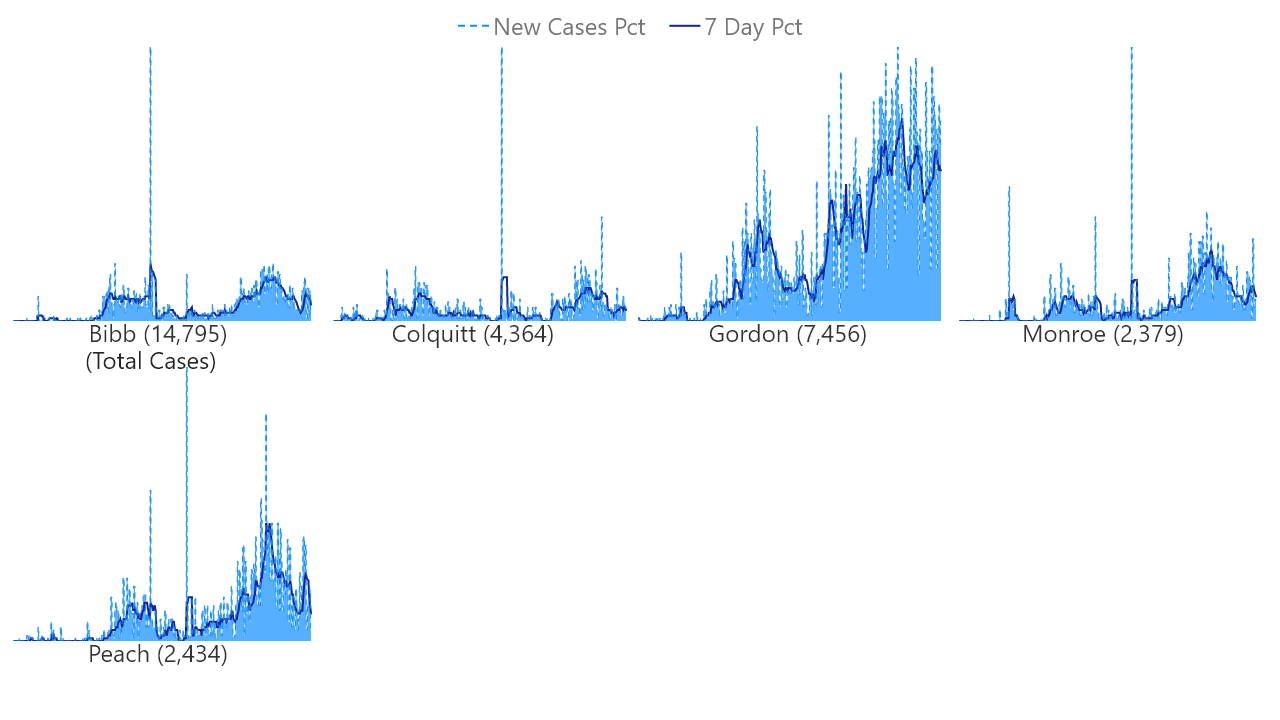 New Cases Pct 7 Day Pct
Bibb (14,795) Colquitt (4,364) Gordon (7,456) Monroe (2,379)
(Total Cases)
Peach (2,434)